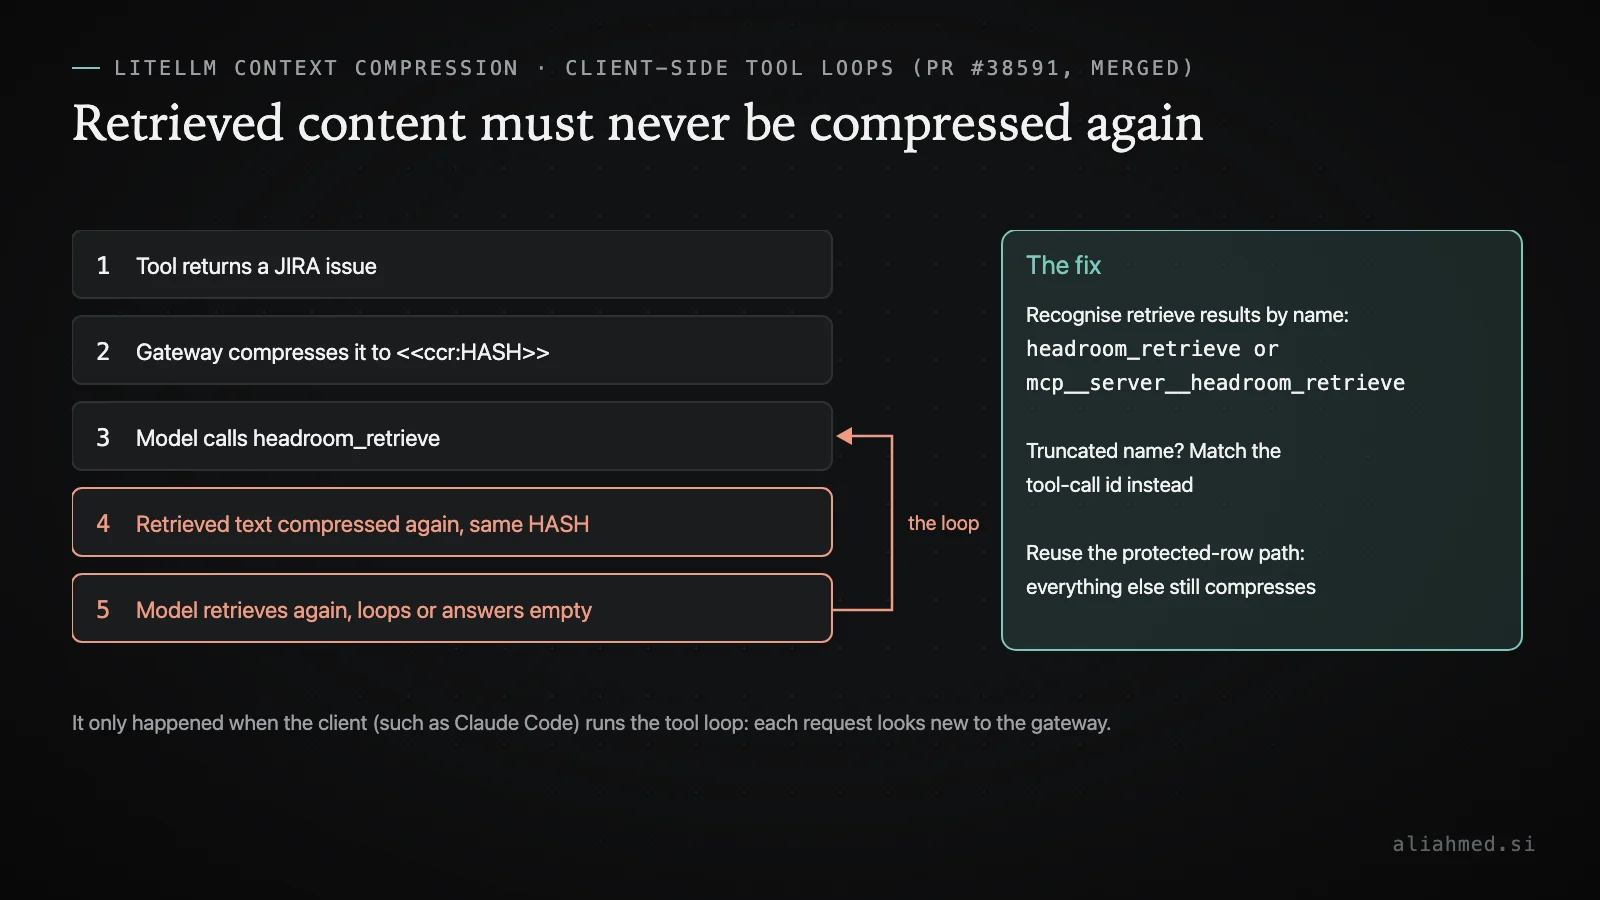 LITELLM CONTEXT COMPRESSION · CLIENT-SIDE TOOL LOOPS (PR #38591, MERGED)
Retrieved content must never be compressed again
1 Tool returns a JIRA issue
2 Gateway compresses it to <<ccr:HASH>>
3 Model calls headroom_retrieve
4 Retrieved text compressed again, same HASH
5 Model retrieves again, loops or answers empty
the loop
The fix
Recognise retrieve results by name:
headroom_retrieve or
mcp__server__headroom_retrieve
Truncated name? Match the
tool-call id instead
Reuse the protected-row path:
everything else still compresses
It only happened when the client (such as Claude Code) runs the tool loop: each request looks new to the gateway.
aliahmed.si